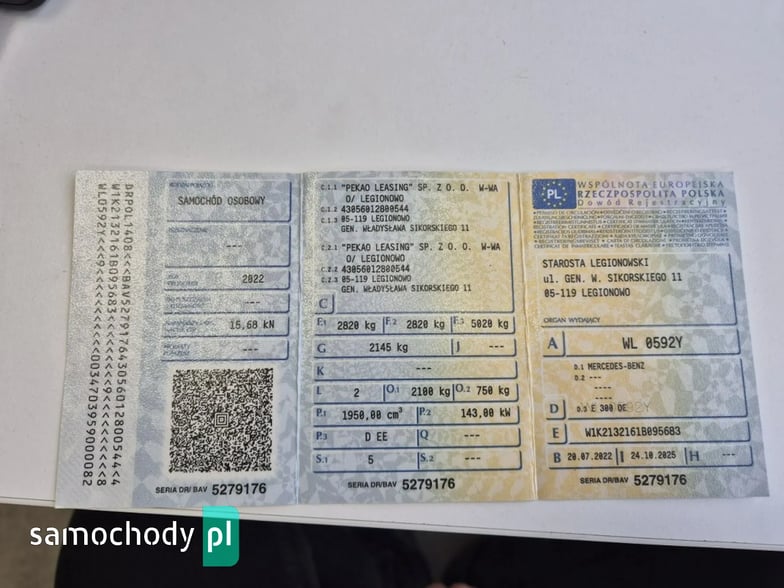 DRPOL1408<<BAV5279176430560128005444<4
W1K2132161B095683<<<<<<<<9<<<<<<<<<<<8
SAMOCHÓD OSOBOWY
---
2022
---
15,68 kN
---
SERIA DR/BAV 5279176
C.1.1 "PEKAO LEASING" SP. Z O. O. W-WA
O/ LEGIONOWO
C.1.2 43056012800544
C.1.3 05-119 LEGIONOWO
GEN. WŁADYSŁAWA SIKORSKIEGO 11
C.2.1 "PEKAO LEASING" SP. Z O. O. W-WA
O/ LEGIONOWO
C.2.2 43056012800544
C.2.3 05-119 LEGIONOWO
GEN. WŁADYSŁAWA SIKORSKIEGO 11
C
F.1 2820 kg F.2 2820 kg F.3 5020 kg
G 2145 kg J ---
K ---
L 2 O.1 2100 kg O.2 750 kg
P.1 1950,00 cm³ P.2 143,00 kW
P.3 D EE Q ---
S.1 5 S.2 ---
SERIA DR/BAV 5279176
PL
WSPÓLNOTA EUROPEJSKA
RZECZPOSPOLITA POLSKA
Dowód Rejestracyjny
STAROSTA LEGIONOWSKI
ul. GEN. W. SIKORSKIEGO 11
05-119 LEGIONOWO
ORGAN WYDAJĄCY
A WL 0592Y
D.1 MERCEDES-BENZ
D.2 ---
----
----
D D.3 E 300 DE
E W1K2132161B095683
B 20.07.2022 I 24.10.2025 H ---
SERIA DR/BAV 5279176
samochody pl